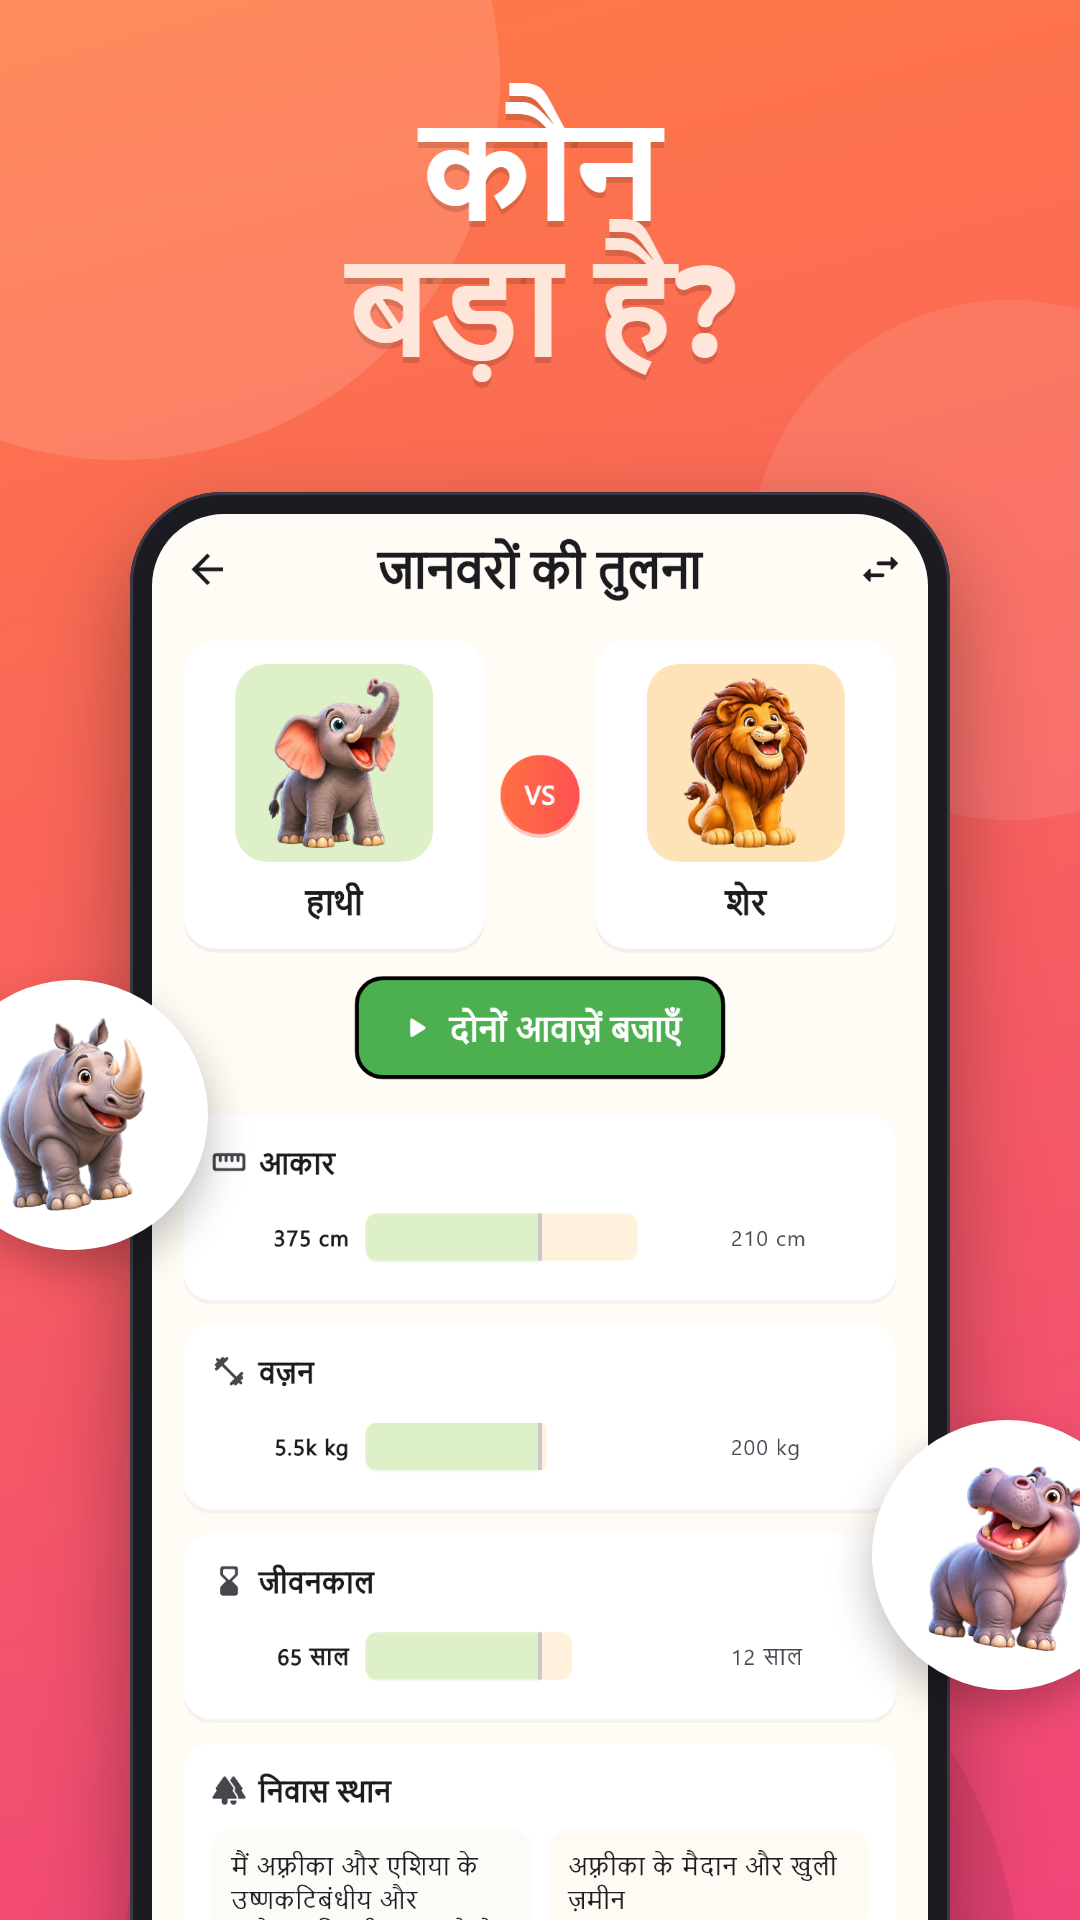 कौन
बड़ा है?
जानवरों की तुलना
VS
हाथी
शेर
दोनों आवाज़ें बजाएँ
आकार
375 cm
210 cm
वज़न
5.5k kg
200 kg
जीवनकाल
65 साल
12 साल
निवास स्थान
मैं अफ़्रीका और एशिया के
उष्णकटिबंधीय और
अफ़्रीका के मैदान और खुली
ज़मीन